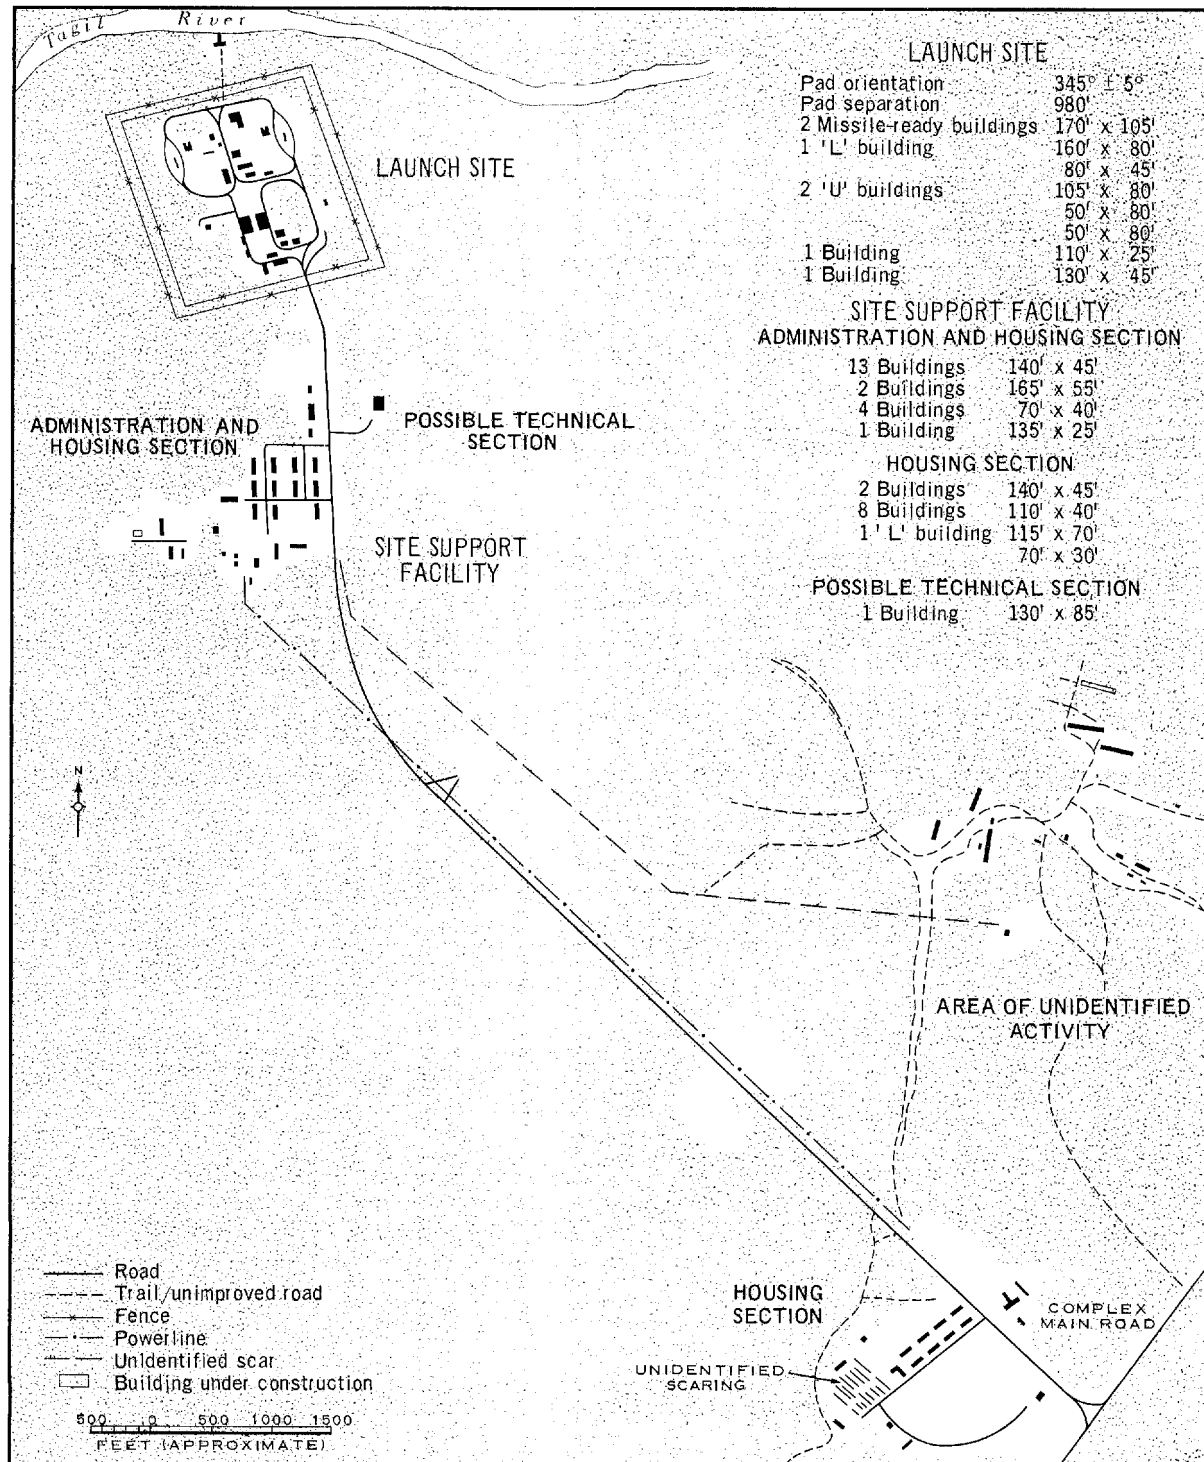 Tagil River
LAUNCH SITE
Pad orientation 345° ± 5°
Pad separation 980'
2 Missile-ready buildings 170' x 105'
1 'L' building 160' x 80'
80' x 45'
2 'U' buildings 105' x 80'
50' x 80'
50' x 80'
1 Building 110' x 25'
1 Building 130' x 45'
SITE SUPPORT FACILITY
ADMINISTRATION AND HOUSING SECTION
13 Buildings 140' x 45'
2 Buildings 165' x 55'
4 Buildings 70' x 40'
1 Building 135' x 25'
HOUSING SECTION
2 Buildings 140' x 45'
8 Buildings 110' x 40'
1 'L' building 115' x 70'
70' x 30'
POSSIBLE TECHNICAL SECTION
1 Building 130' x 85'
LAUNCH SITE
ADMINISTRATION AND
HOUSING SECTION
POSSIBLE TECHNICAL
SECTION
SITE SUPPORT
FACILITY
N
AREA OF UNIDENTIFIED
ACTIVITY
HOUSING
SECTION
COMPLEX
MAIN ROAD
UNIDENTIFIED
SCARING
Road
Trail/unimproved road
Fence
Powerline
Unidentified scar
Building under construction
500 0 500 1000 1500
FEET (APPROXIMATE)